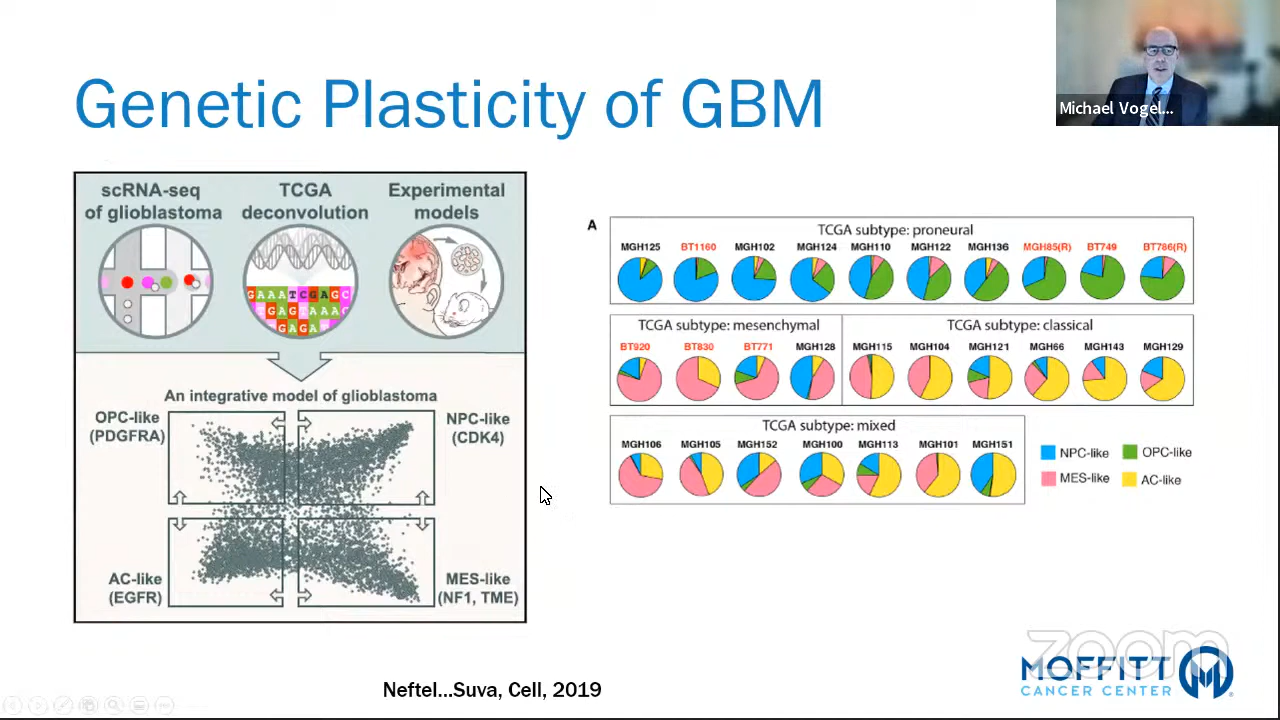 Michael Vogel...
Genetic Plasticity of GBM
scRNA-seq
of glioblastoma
TCGA
deconvolution
Experimental
models
GAAATCGAGC
TGAGTAAAG
GAGA
An integrative model of glioblastoma
OPC-like
(PDGFRA)
NPC-like
(CDK4)
AC-like
(EGFR)
MES-like
(NF1, TME)
A
TCGA subtype: proneural
MGH125 BT1160 MGH102 MGH124 MGH110 MGH122 MGH136 MGH85(R) BT749 BT786(R)
TCGA subtype: mesenchymal
BT920 BT830 BT771 MGH128
TCGA subtype: classical
MGH115 MGH104 MGH121 MGH66 MGH143 MGH129
TCGA subtype: mixed
MGH106 MGH105 MGH152 MGH100 MGH113 MGH101 MGH151
NPC-like OPC-like
MES-like AC-like
Neftel...Suva, Cell, 2019
zoom
MOFFITT
CANCER CENTER